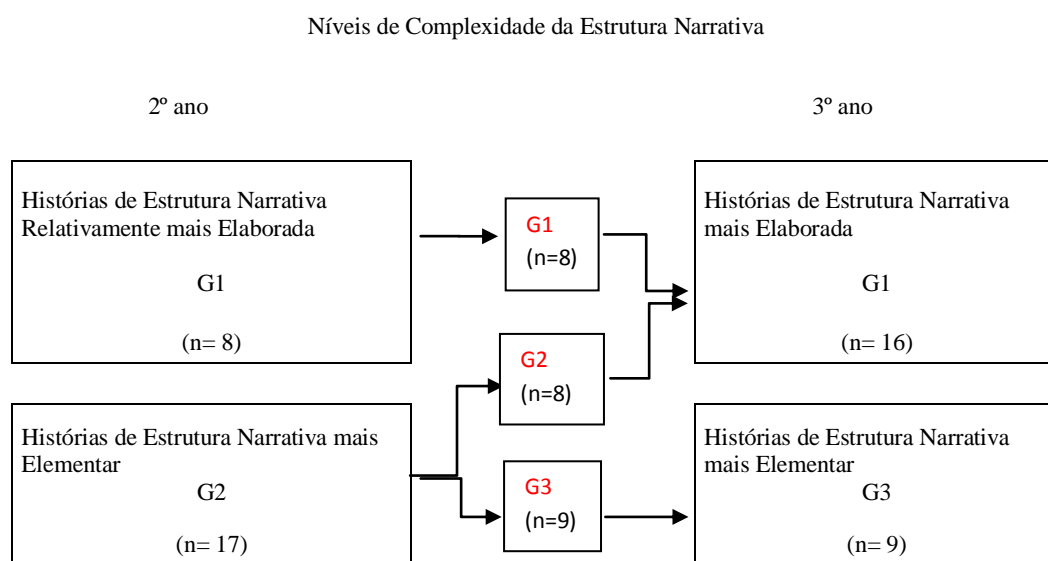 Níveis de Complexidade da Estrutura Narrativa
2º ano
3º ano
Histórias de Estrutura Narrativa
Relativamente mais Elaborada
G1
(n= 8)
G1
(n=8)
Histórias de Estrutura Narrativa
mais Elaborada
G1
(n= 16)
G2
(n=8)
Histórias de Estrutura Narrativa mais
Elementar
G2
(n= 17)
G3
(n=9)
Histórias de Estrutura Narrativa
mais Elementar
G3
(n= 9)